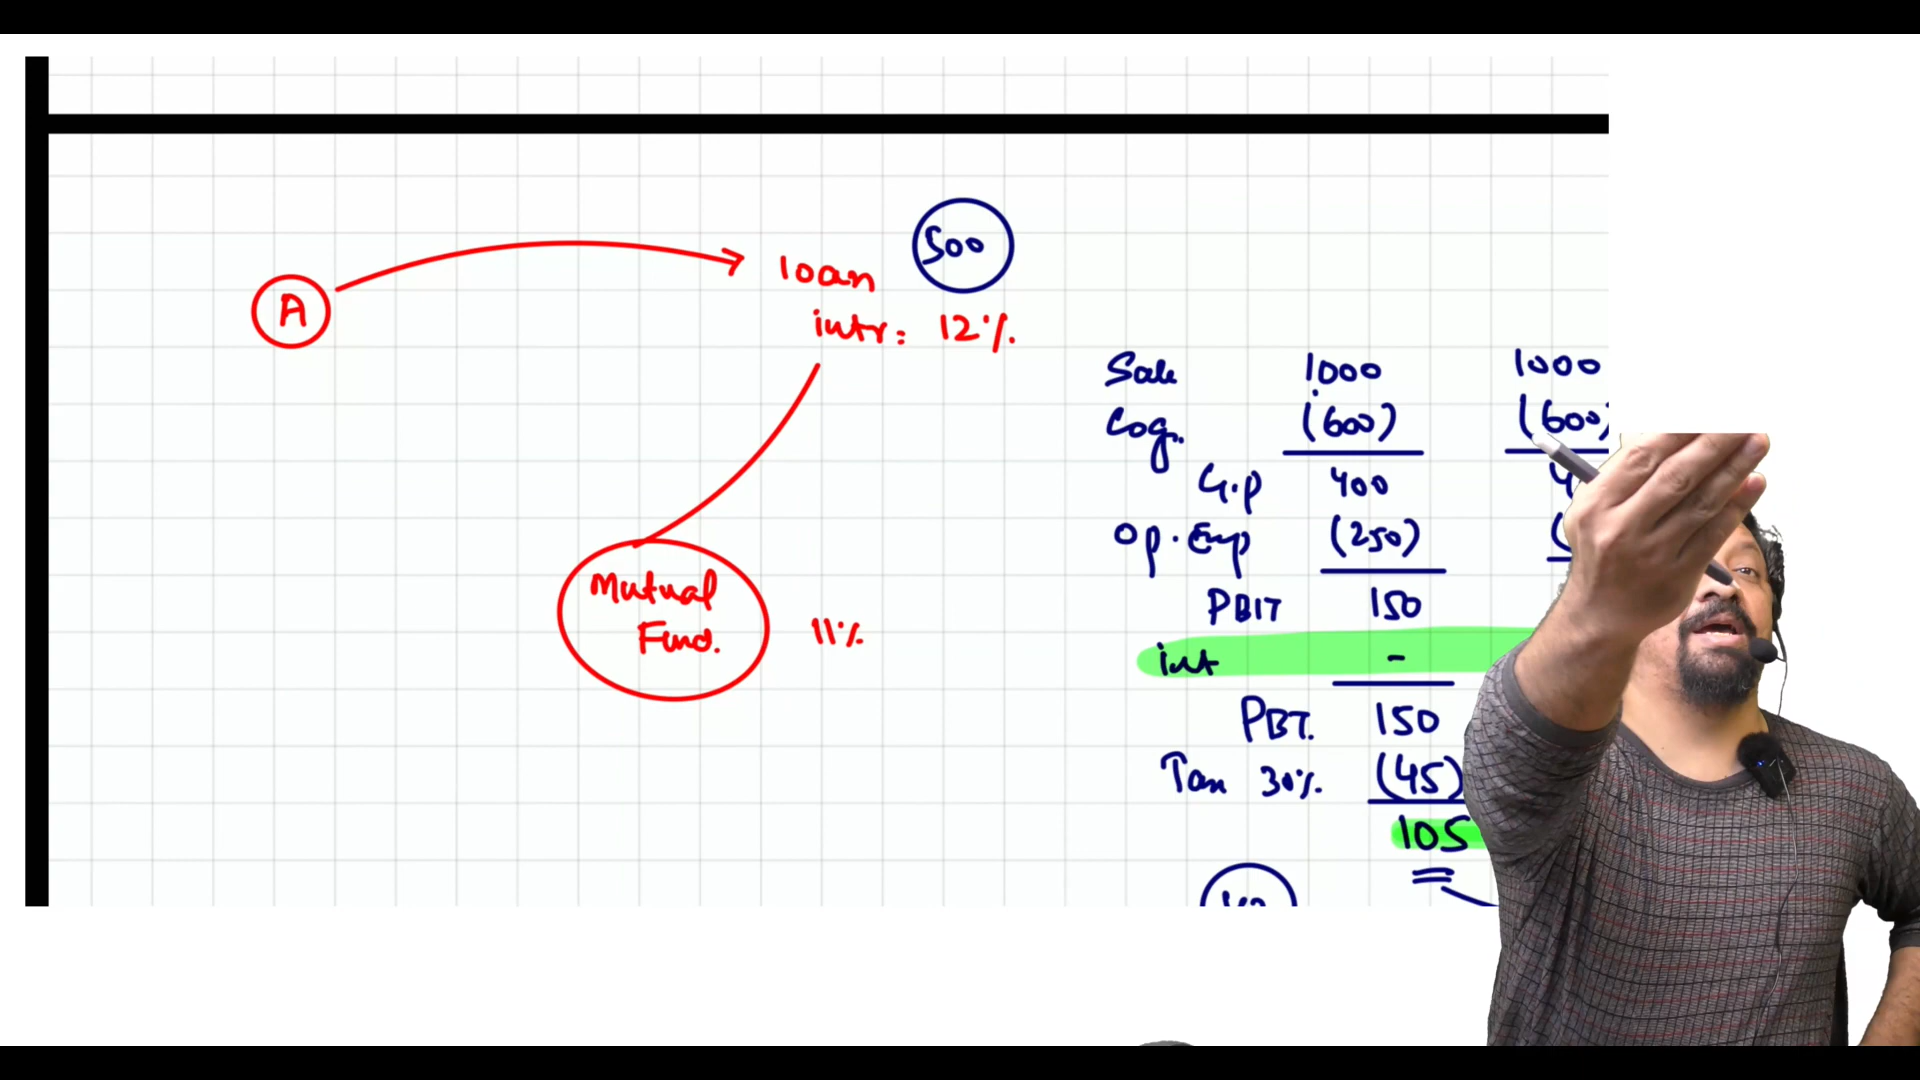 500
A
loan
intr: 12%.
Sale 1000 1000
Cog. (600) (600)
G.p 400
Op. Exp (250)
PBIT 150
Mutual
Fund. 11%
int -
PBT. 150
Tax 30%. (45)
105